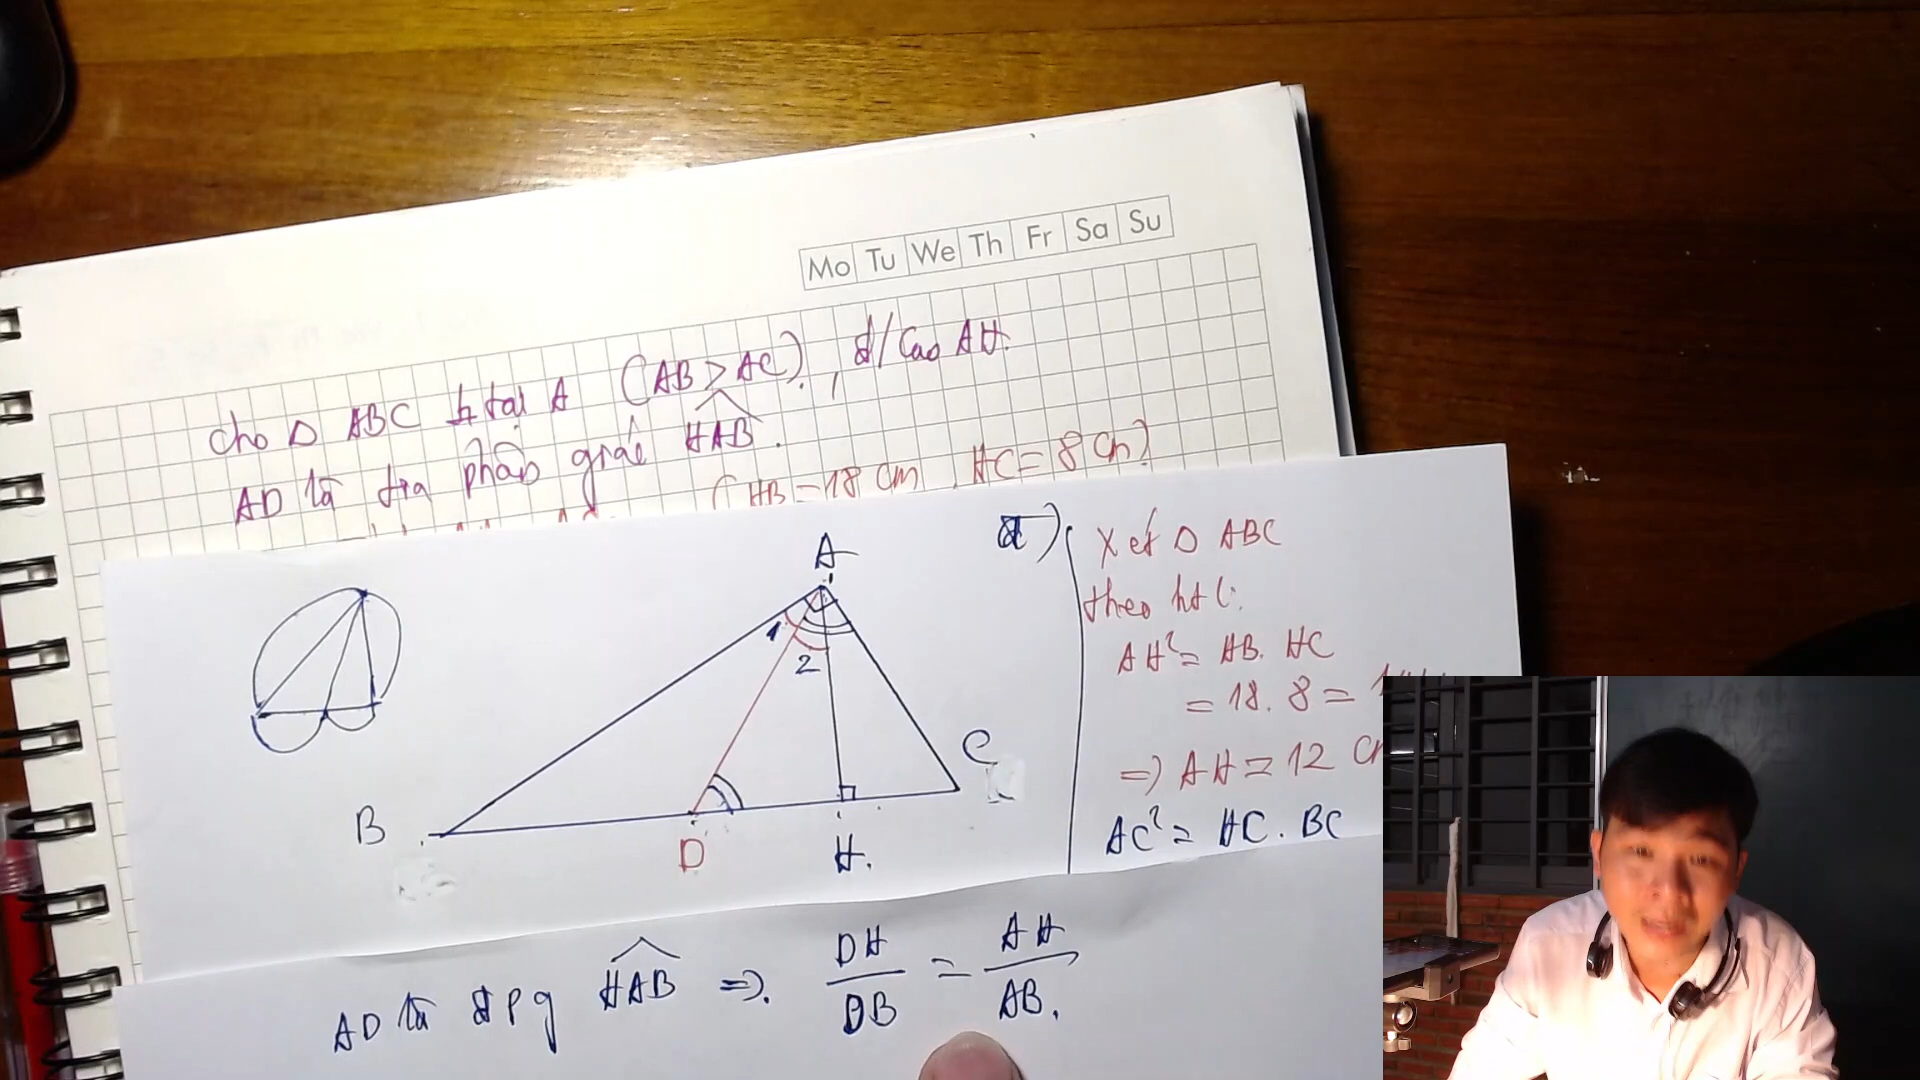 Mo Tu We Th Fr Sa Su
Cho Δ ABC ⊥ tại A (AB > AC), đ/cao AH.
AD là tia phân giác HAB.
(HB = 18 cm, HC = 8 cm)
A
1
2
B
D
H.
C
a)
Xét Δ ABC
theo htl:
AH² = HB. HC
= 18. 8 =
=> AH = 12
AC² = HC. BC
AD là đpg HAB =>. DH/DB = AH/AB.